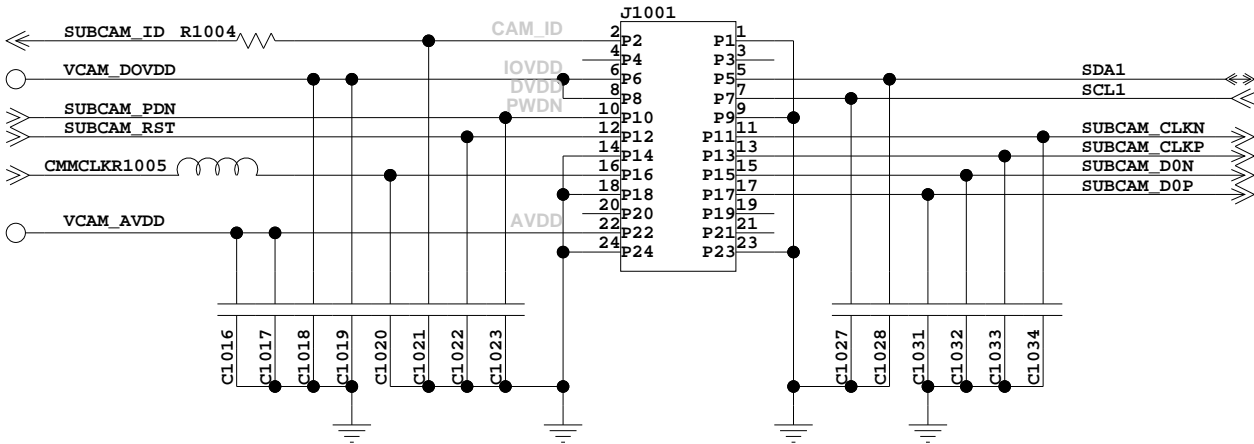 J1001
SUBCAM_ID R1004 CAM_ID 2 P2 P1 1
4 P4 P3 3
VCAM_DOVDD IOVDD 6 P6 P5 5 SDA1
DVDD 8 P8 P7 7 SCL1
SUBCAM_PDN PWDN 10 P10 P9 9
SUBCAM_RST 12 P12 P11 11 SUBCAM_CLKN
14 P14 P13 13 SUBCAM_CLKP
CMMCLKR1005 16 P16 P15 15 SUBCAM_D0N
18 P18 P17 17 SUBCAM_D0P
20 P20 P19 19
VCAM_AVDD AVDD 22 P22 P21 21
24 P24 P23 23
C1016
C1017
C1018
C1019
C1020
C1021
C1022
C1023
C1027
C1028
C1031
C1032
C1033
C1034